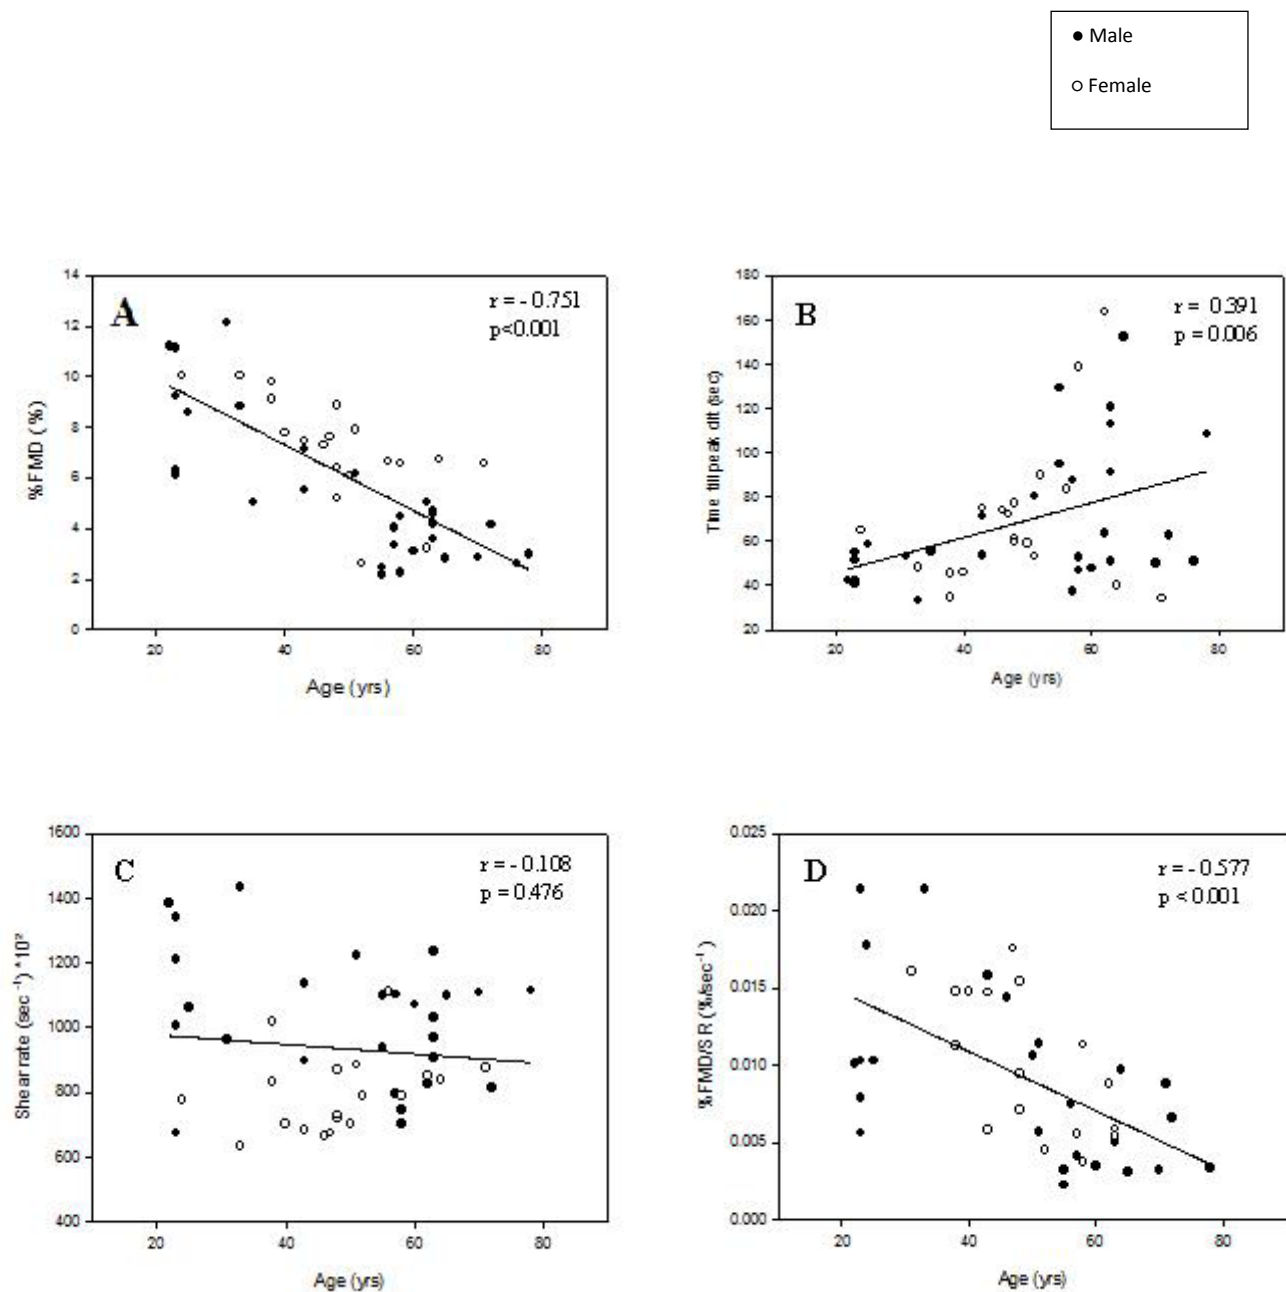 Male
Female
14
12
10
8
6
4
2
0
%FMD (%)
A
r = - 0.751
p<0.001
20 40 60 80
Age (yrs)
180
160
140
120
100
80
60
40
20
B
r = 0.391
p = 0.006
20 40 60 80
Age (yrs)
1600
1400
1200
1000
800
600
400
C
r = - 0.108
p = 0.476
20 40 60 80
Age (yrs)
0.025
0.020
0.015
0.010
0.005
0.000
%FMD/SR (%/sec⁻¹)
D
r = - 0.577
p < 0.001
20 40 60 80
Age (yrs)
Time till peak (sec)
Shear rate (sec⁻¹)